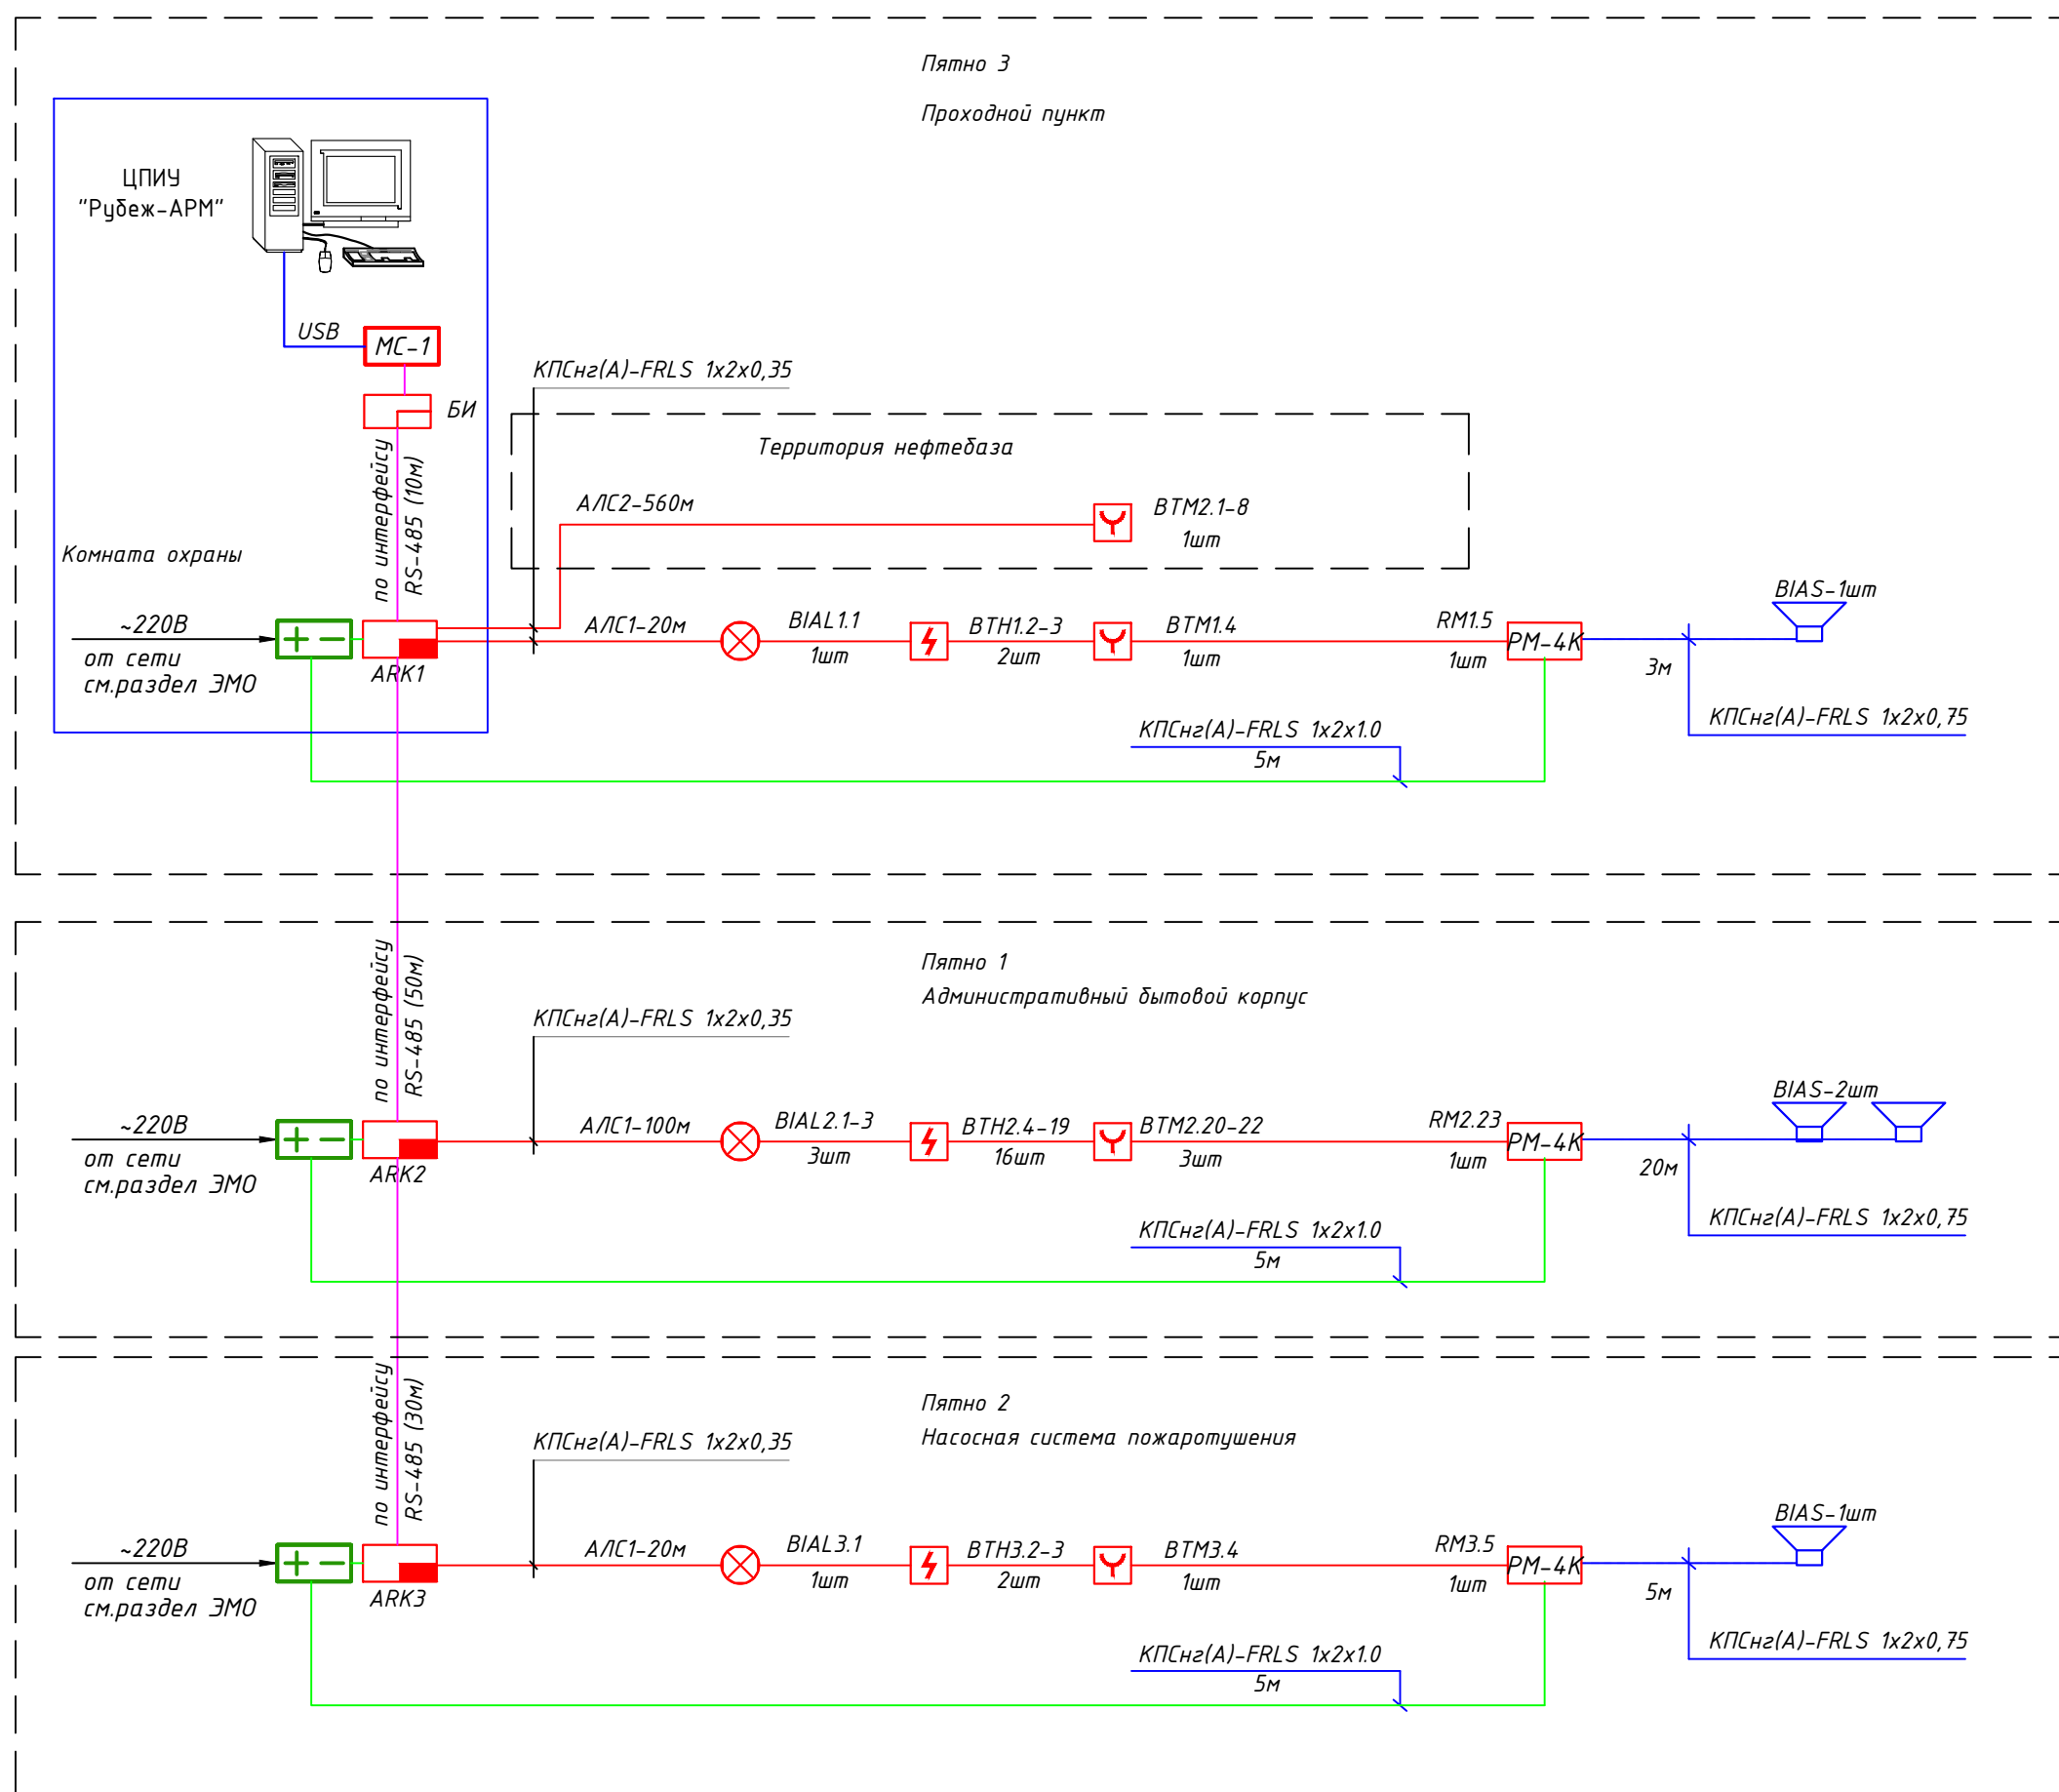 Пятно 3
Проходной пункт
ЦПИУ
"Рубеж-АРМ"
USB
МС-1
БИ
по интерфейсу
RS-485 (10м)
Комната охраны
КПСнг(А)-FRLS 1х2х0,35
Территория нефтебаза
АЛС2-560м
ВТМ2.1-8
1шт
~220В
от сети
см.раздел ЭМО
ARK1
АЛС1-20м
BIAL1.1
1шт
ВТН1.2-3
2шт
ВТМ1.4
1шт
RM1.5
1шт
РМ-4К
BIAS-1шт
3м
КПСнг(А)-FRLS 1х2х0,75
КПСнг(А)-FRLS 1х2х1.0
5м
Пятно 1
Административный бытовой корпус
по интерфейсу
RS-485 (50м)
КПСнг(А)-FRLS 1х2х0,35
~220В
от сети
см.раздел ЭМО
ARK2
АЛС1-100м
BIAL2.1-3
3шт
ВТН2.4-19
16шт
ВТМ2.20-22
3шт
RM2.23
1шт
РМ-4К
BIAS-2шт
20м
КПСнг(А)-FRLS 1х2х0,75
КПСнг(А)-FRLS 1х2х1.0
5м
Пятно 2
Насосная система пожаротушения
по интерфейсу
RS-485 (30м)
КПСнг(А)-FRLS 1х2х0,35
~220В
от сети
см.раздел ЭМО
ARK3
АЛС1-20м
BIAL3.1
1шт
ВТН3.2-3
2шт
ВТМ3.4
1шт
RM3.5
1шт
РМ-4К
BIAS-1шт
5м
КПСнг(А)-FRLS 1х2х0,75
КПСнг(А)-FRLS 1х2х1.0
5м